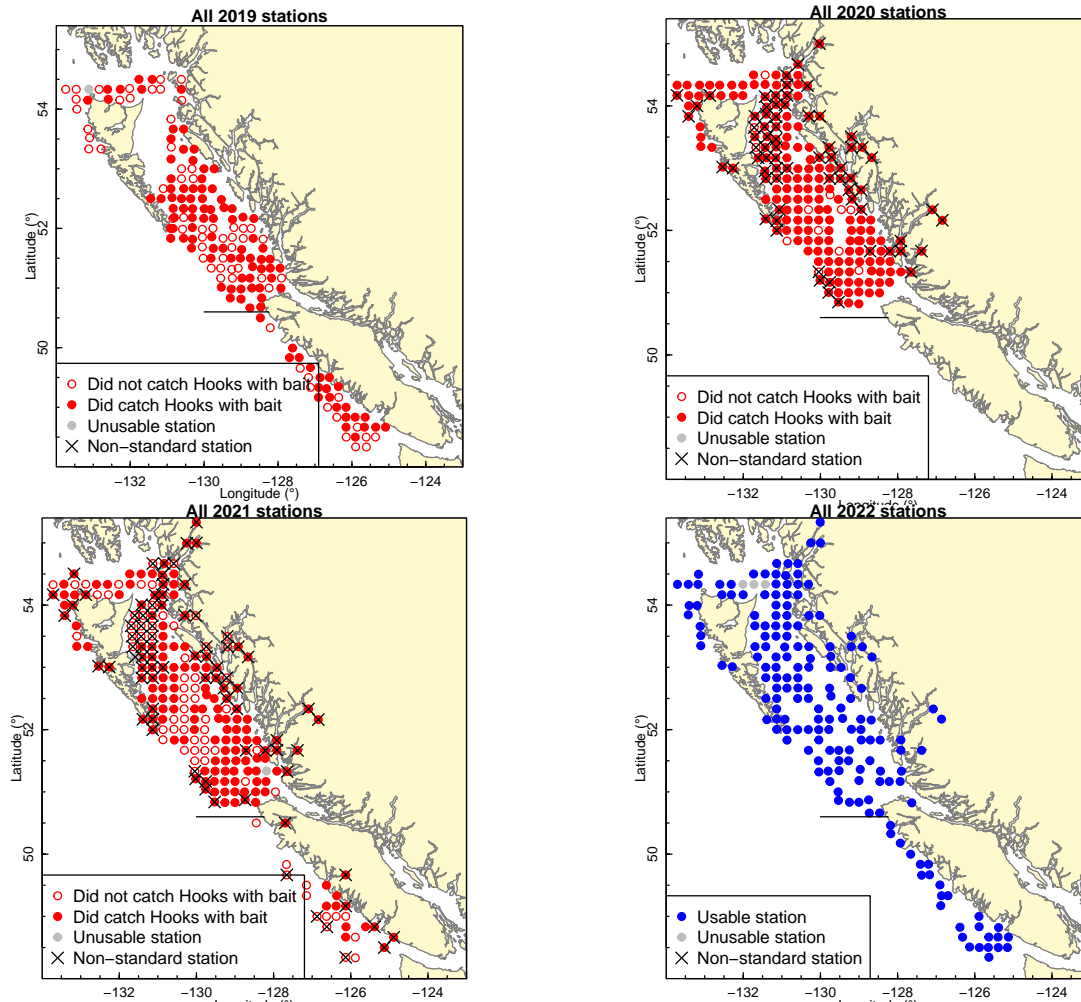 All 2019 stations
54
52
50
Latitude (°)
Did not catch Hooks with bait
Did catch Hooks with bait
Unusable station
Non−standard station
−132 −130 −128 −126 −124
Longitude (°)
All 2020 stations
54
52
50
Latitude (°)
Did not catch Hooks with bait
Did catch Hooks with bait
Unusable station
Non−standard station
−132 −130 −128 −126 −124
Longitude (°)
All 2021 stations
54
52
50
Latitude (°)
Did not catch Hooks with bait
Did catch Hooks with bait
Unusable station
Non−standard station
−132 −130 −128 −126 −124
Longitude (°)
All 2022 stations
54
52
50
Latitude (°)
Usable station
Unusable station
Non−standard station
−132 −130 −128 −126 −124
Longitude (°)